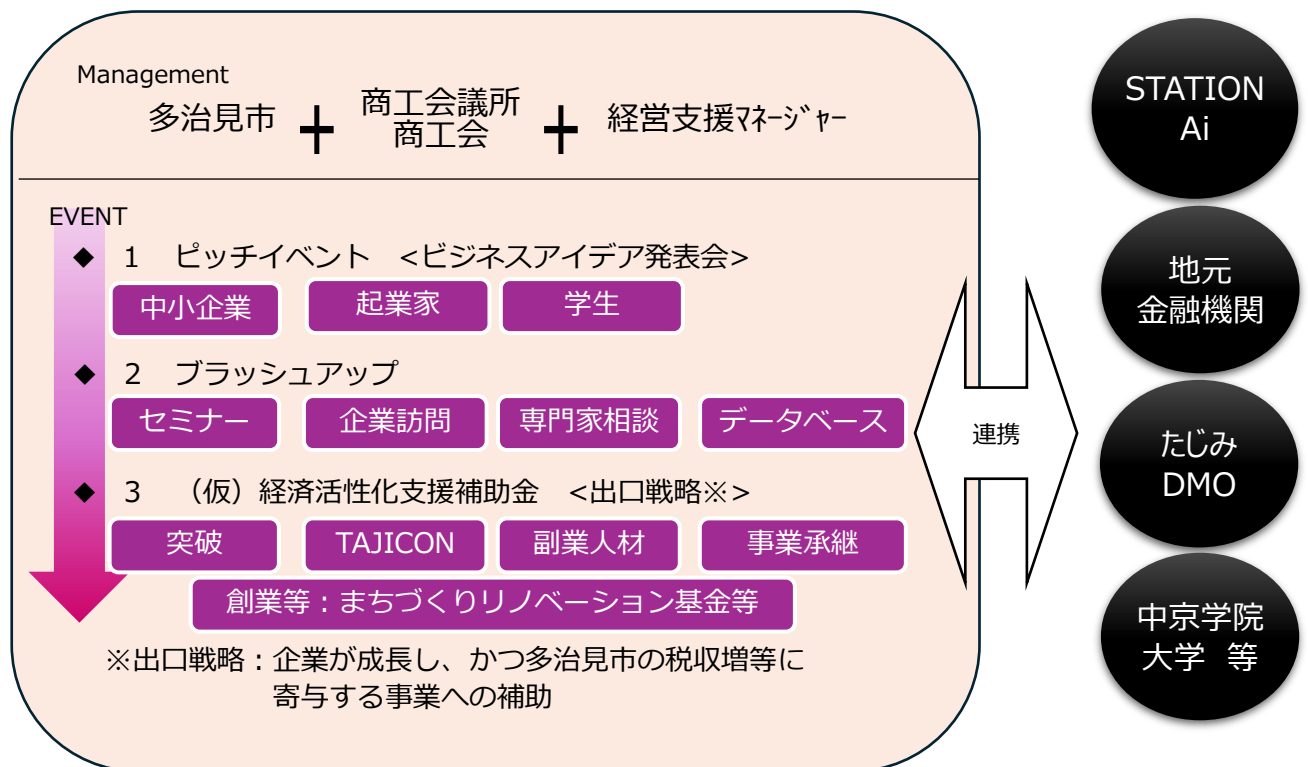 Management
多治見市 + 商工会議所 + 経営支援ﾏﾈｰｼﾞｬｰ
商工会
EVENT
◆ 1 ピッチイベント <ビジネスアイデア発表会>
中小企業 起業家 学生
◆ 2 ブラッシュアップ
セミナー 企業訪問 専門家相談 データベース
◆ 3 （仮）経済活性化支援補助金 <出口戦略※>
突破 TAJICON 副業人材 事業承継
創業等：まちづくりリノベーション基金等
※出口戦略：企業が成長し、かつ多治見市の税収増等に
寄与する事業への補助
連携
STATION
Ai
地元
金融機関
たじみ
DMO
中京学院
大学 等